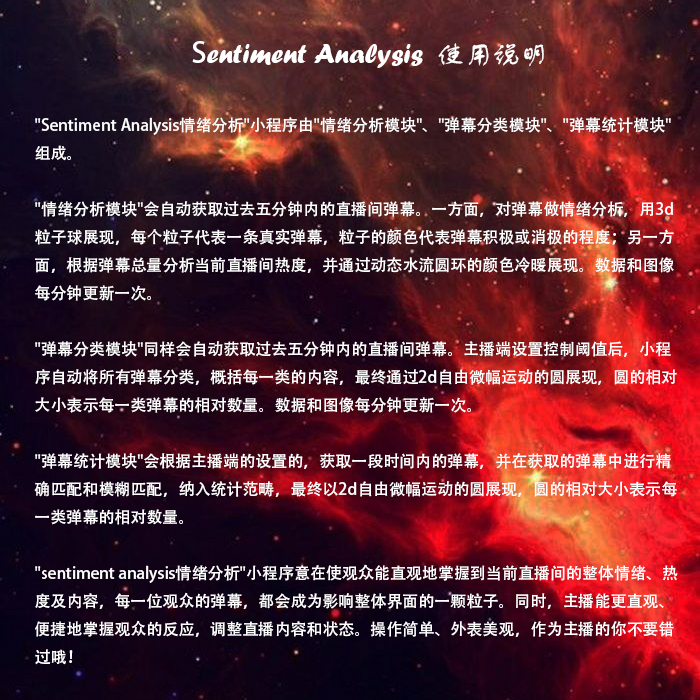 Sentiment Analysis 使用说明
"Sentiment Analysis情绪分析"小程序由"情绪分析模块"、"弹幕分类模块"、"弹幕统计模块"
组成。
"情绪分析模块"会自动获取过去五分钟内的直播间弹幕。一方面，对弹幕做情绪分析，用3d
粒子球展现，每个粒子代表一条真实弹幕，粒子的颜色代表弹幕积极或消极的程度；另一方
面，根据弹幕总量分析当前直播间热度，并通过动态水流圆环的颜色冷暖展现。数据和图像
每分钟更新一次。
"弹幕分类模块"同样会自动获取过去五分钟内的直播间弹幕。主播端设置控制阈值后，小程
序自动将所有弹幕分类，概括每一类的内容，最终通过2d自由微幅运动的圆展现，圆的相对
大小表示每一类弹幕的相对数量。数据和图像每分钟更新一次。
"弹幕统计模块"会根据主播端的设置的，获取一段时间内的弹幕，并在获取的弹幕中进行精
确匹配和模糊匹配，纳入统计范畴，最终以2d自由微幅运动的圆展现，圆的相对大小表示每
一类弹幕的相对数量。
"sentiment analysis情绪分析"小程序意在使观众能直观地掌握到当前直播间的整体情绪、热
度及内容，每一位观众的弹幕，都会成为影响整体界面的一颗粒子。同时，主播能更直观、
便捷地掌握观众的反应，调整直播内容和状态。操作简单、外表美观，作为主播的你不要错
过哦！